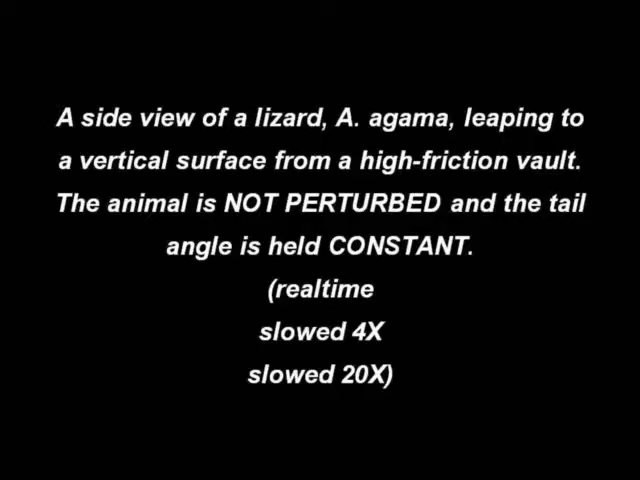 A side view of a lizard, A. agama, leaping to
a vertical surface from a high-friction vault.
The animal is NOT PERTURBED and the tail
angle is held CONSTANT.
(realtime
slowed 4X
slowed 20X)